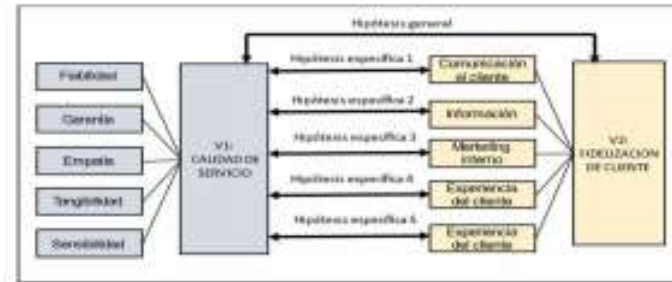 Hipótesis general
Fiabilidad
Garantía
Empatía
Tangibilidad
Sensibilidad
V1:
CALIDAD DE
SERVICIO
Hipótesis específica 1
Hipótesis específica 2
Hipótesis específica 3
Hipótesis específica 4
Hipótesis específica 5
Comunicación
al cliente
Información
Marketing
interno
Experiencia
del cliente
Experiencia
del cliente
V2:
FIDELIZACION
DE CLIENTE